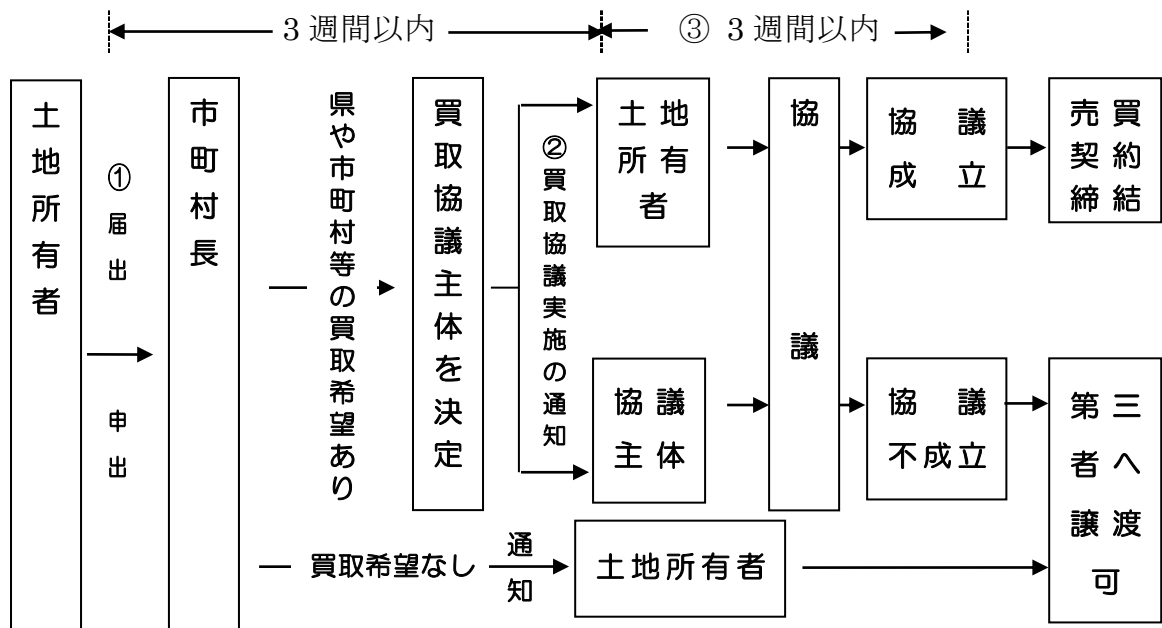 3週間以内
③ 3週間以内
土地所有者
①届出
申出
市町村長
県や市町村等の買取希望あり
買取協議主体を決定
②買取協議実施の通知
土地
所有
者
協議
主体
協議
協議
成立
協議
不成立
売買
契約
締結
買取希望なし
通知
土地所有者
第三
者へ
譲渡
可